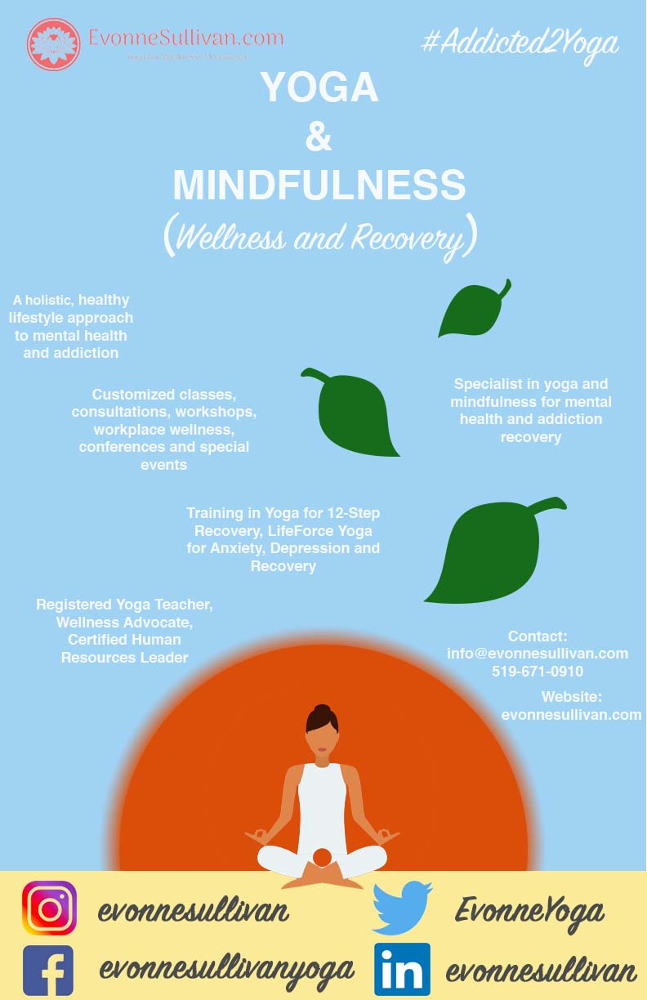 EvonneSullivan.com
#Addicted2Yoga
YOGA
&
MINDFULNESS
(Wellness and Recovery)
A holistic, healthy
lifestyle approach
to mental health
and addiction
Customized classes,
consultations, workshops,
workplace wellness,
conferences and special
events
Specialist in yoga and
mindfulness for mental
health and addiction
recovery
Training in Yoga for 12-Step
Recovery, LifeForce Yoga
for Anxiety, Depression and
Recovery
Registered Yoga Teacher,
Wellness Advocate,
Certified Human
Resources Leader
Contact:
info@evonnesullivan.com
519-671-0910
Website:
evonnesullivan.com
evonnesullivan
EvonneYoga
evonnesullivanyoga
in
evonnesullivan